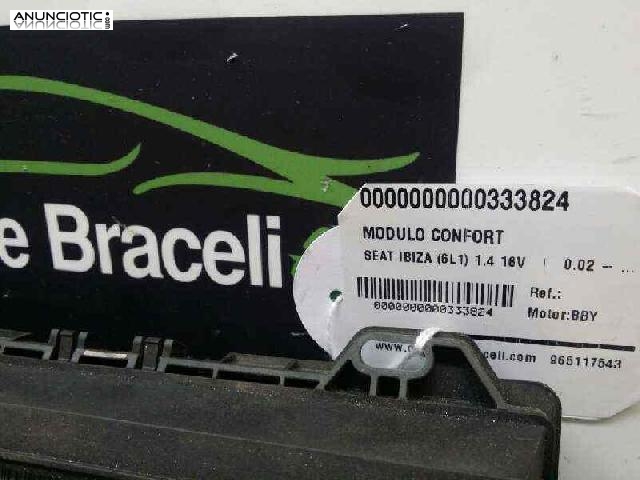 ANUNCIOTIC
e Braceli
0000000000333824
MODULO CONFORT
SEAT IBIZA (6L1) 1.4 16V | 0.02 - ...
Ref.:
0000000000333824
Motor:BBY
www. celi.com 965117543